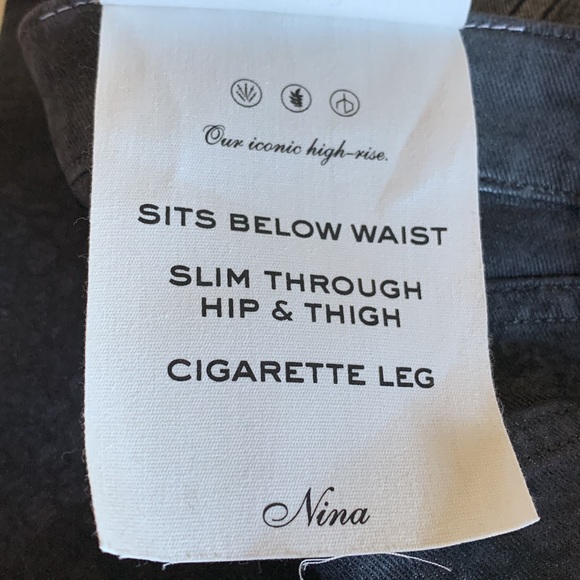 Our iconic high-rise.
SITS BELOW WAIST
SLIM THROUGH
HIP & THIGH
CIGARETTE LEG
Nina